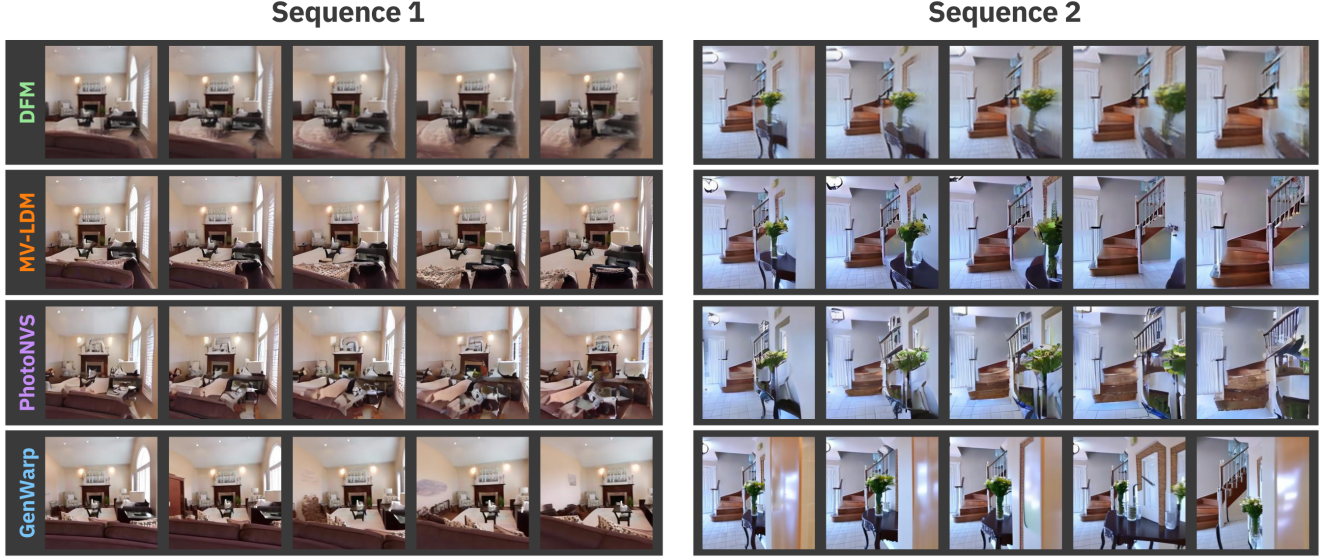 Sequence 1
Sequence 2
DFM
MV-LDM
PhotoNVS
GenWarp